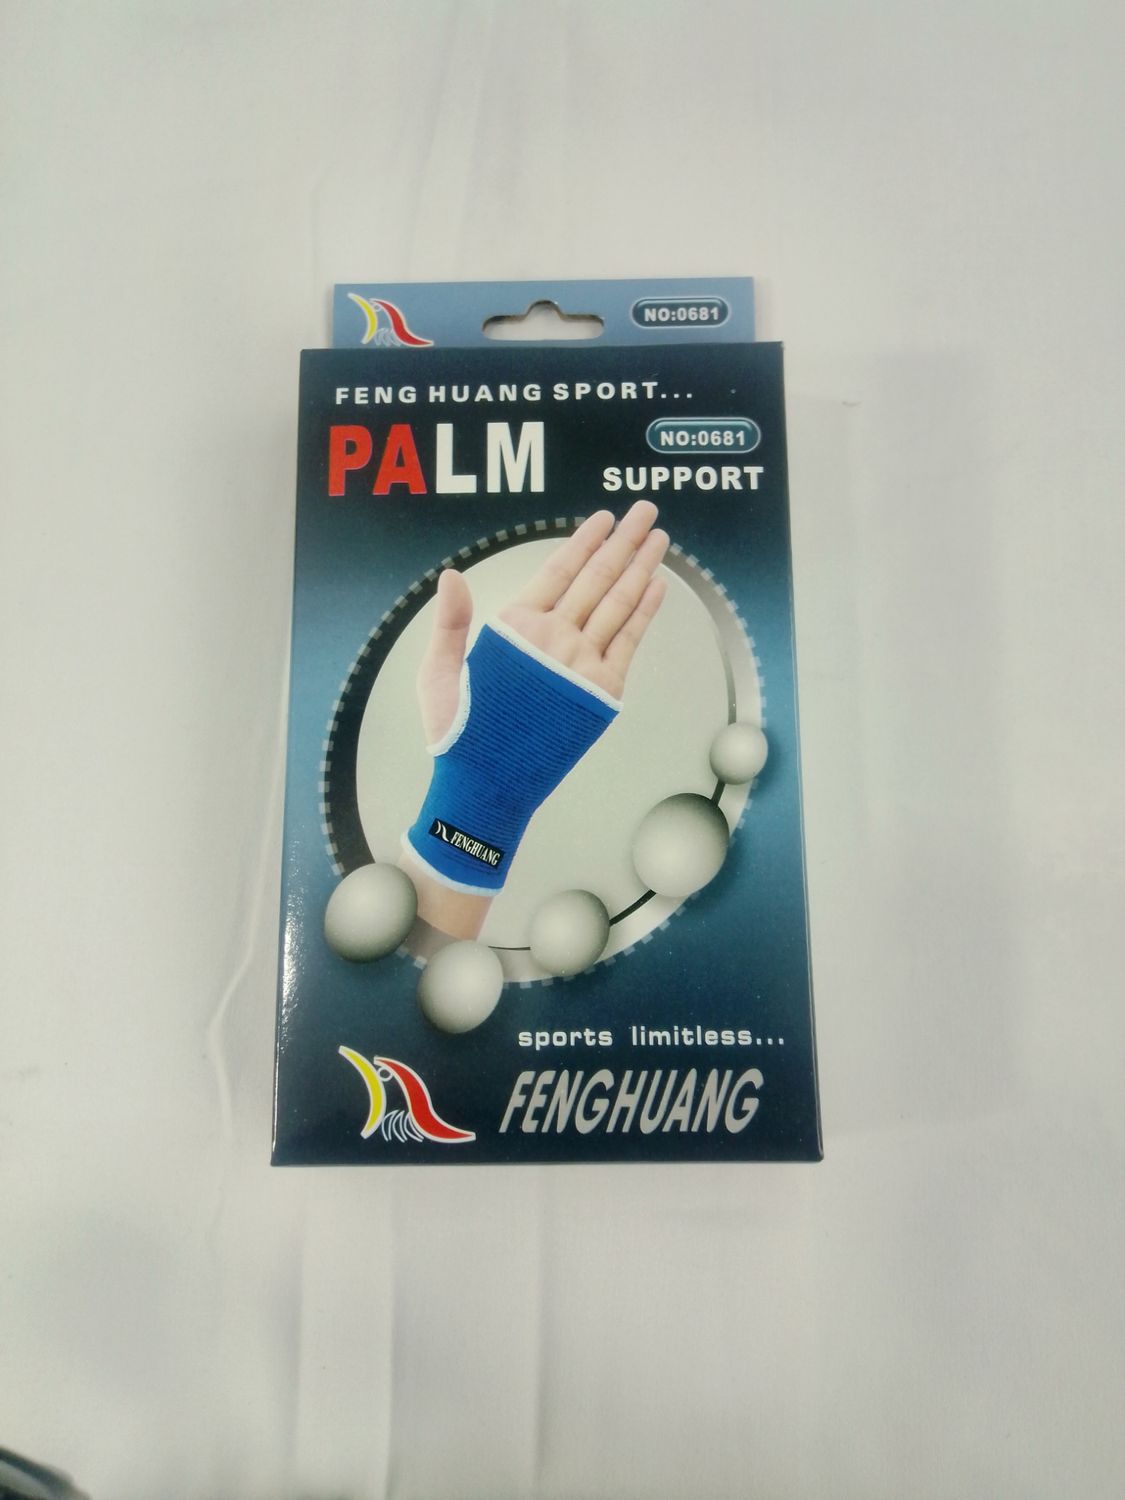 NO:0681
FENG HUANG SPORT...
PALM
NO:0681
SUPPORT
FENGHUANG
sports limitless...
FENGHUANG